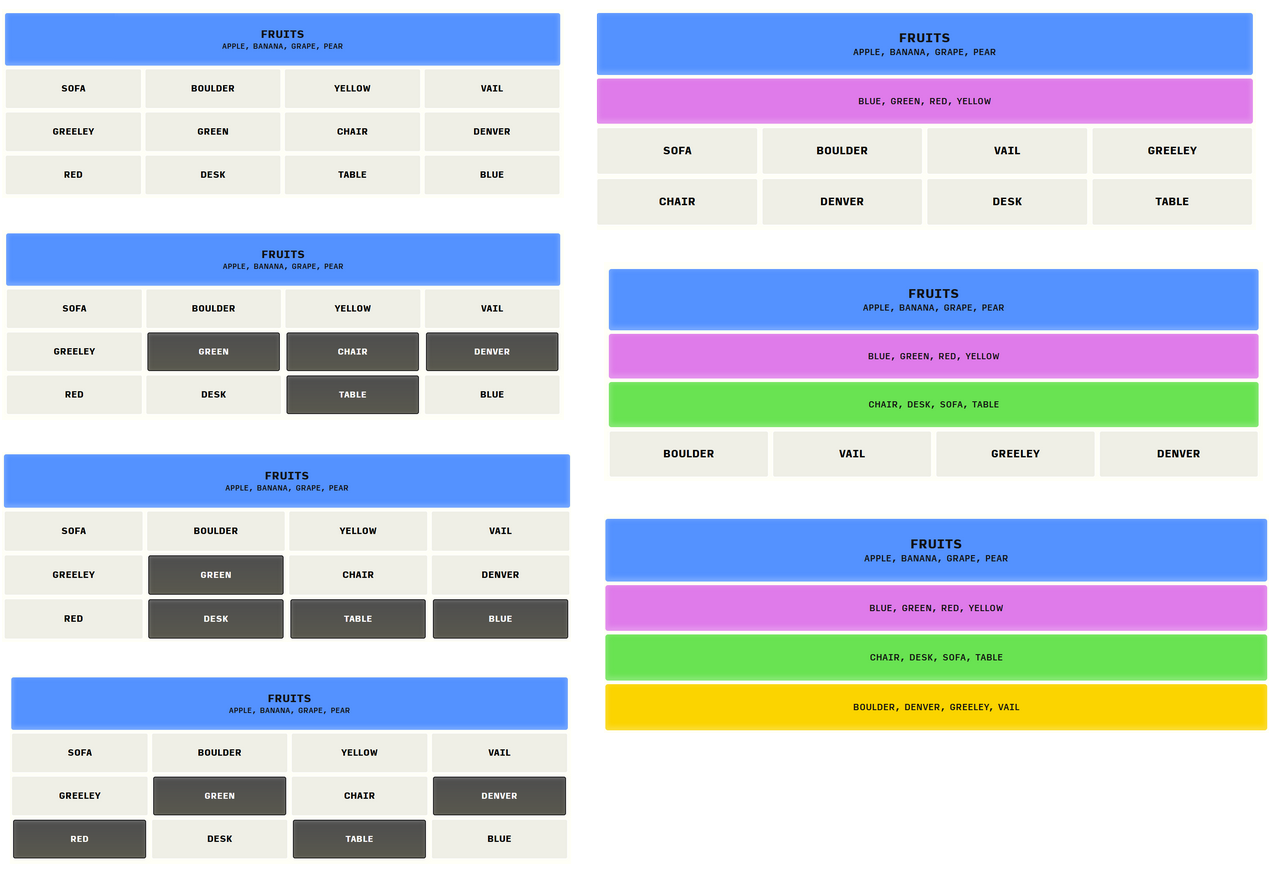 FRUITS
APPLE, BANANA, GRAPE, PEAR
SOFA BOULDER YELLOW VAIL
GREELEY GREEN CHAIR DENVER
RED DESK TABLE BLUE
FRUITS
APPLE, BANANA, GRAPE, PEAR
SOFA BOULDER YELLOW VAIL
GREELEY GREEN CHAIR DENVER
RED DESK TABLE BLUE
FRUITS
APPLE, BANANA, GRAPE, PEAR
SOFA BOULDER YELLOW VAIL
GREELEY GREEN CHAIR DENVER
RED DESK TABLE BLUE
FRUITS
APPLE, BANANA, GRAPE, PEAR
SOFA BOULDER YELLOW VAIL
GREELEY GREEN CHAIR DENVER
RED DESK TABLE BLUE
FRUITS
APPLE, BANANA, GRAPE, PEAR
BLUE, GREEN, RED, YELLOW
SOFA BOULDER VAIL GREELEY
CHAIR DENVER DESK TABLE
FRUITS
APPLE, BANANA, GRAPE, PEAR
BLUE, GREEN, RED, YELLOW
CHAIR, DESK, SOFA, TABLE
BOULDER VAIL GREELEY DENVER
FRUITS
APPLE, BANANA, GRAPE, PEAR
BLUE, GREEN, RED, YELLOW
CHAIR, DESK, SOFA, TABLE
BOULDER, DENVER, GREELEY, VAIL